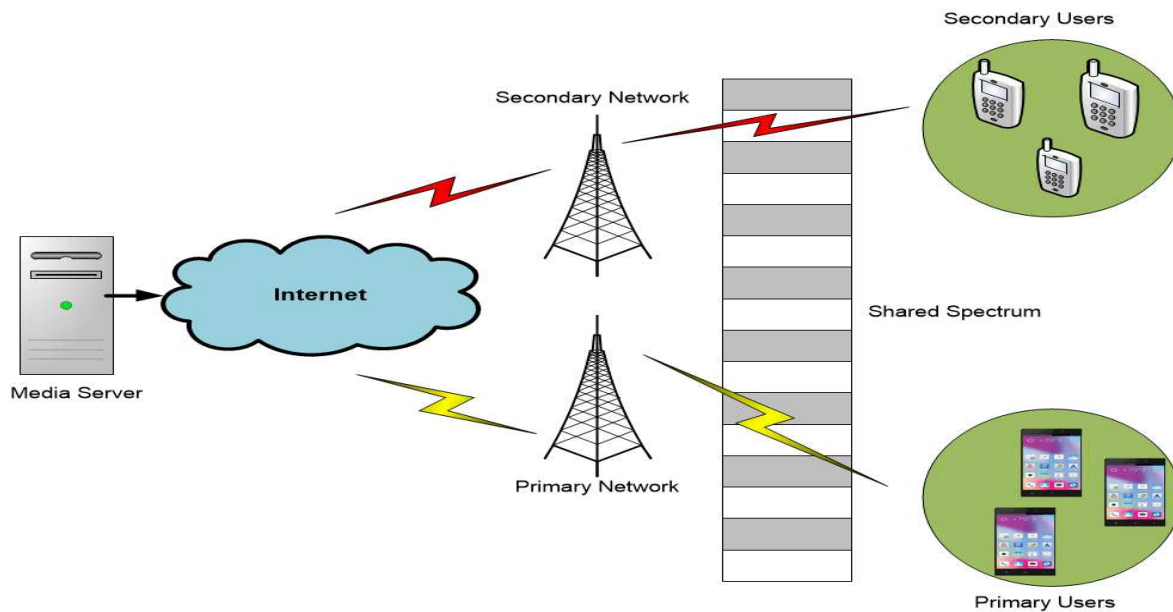 Secondary Users
Secondary Network
Internet
Shared Spectrum
Media Server
Primary Network
Primary Users